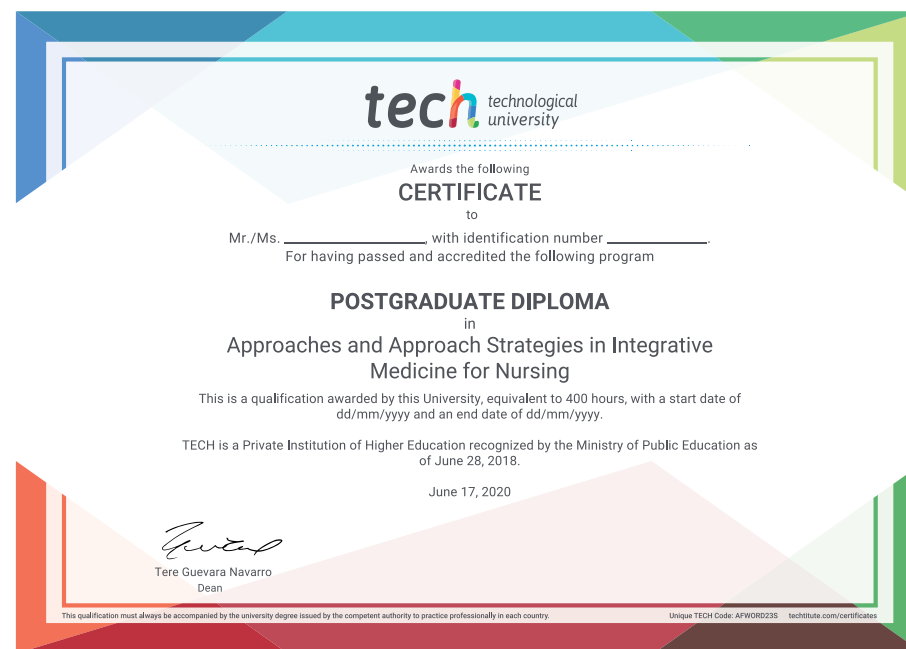 tech technological
university
Awards the following
CERTIFICATE
to
Mr./Ms. ____________________, with identification number ______________.
For having passed and accredited the following program
POSTGRADUATE DIPLOMA
in
Approaches and Approach Strategies in Integrative
Medicine for Nursing
This is a qualification awarded by this University, equivalent to 400 hours, with a start date of
dd/mm/yyyy and an end date of dd/mm/yyyy.
TECH is a Private Institution of Higher Education recognized by the Ministry of Public Education as
of June 28, 2018.
June 17, 2020
Tere Guevara Navarro
Dean
This qualification must always be accompanied by the university degree issued by the competent authority to practice professionally in each country.
Unique TECH Code: AFWORD23S techtitute.com/certificates